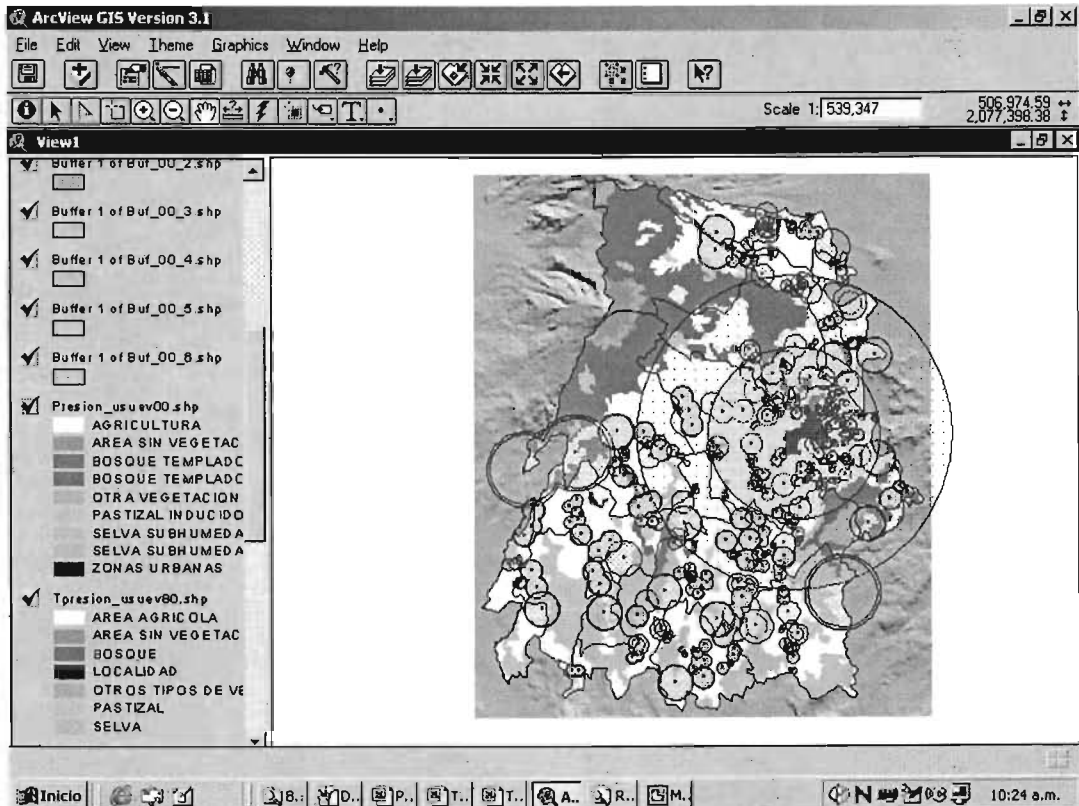 ArcView GIS Version 3.1
File Edit View Theme Graphics Window Help
Scale 1: 539,347
506,974.59
2,077,398.38
View1
Buffer 1 of Buf_00_2.shp
Buffer 1 of Buf_00_3.shp
Buffer 1 of Buf_00_4.shp
Buffer 1 of Buf_00_5.shp
Buffer 1 of Buf_00_8.shp
Presion_usuev00.shp
AGRICULTURA
AREA SIN VEGETAC
BOSQUE TEMPLADO
BOSQUE TEMPLADO
OTRA VEGETACION
PASTIZAL INDUCIDO
SELVA SUBHUMEDA
SELVA SUBHUMEDA
ZONAS URBANAS
Tpresion_usuev80.shp
AREA AGRICOLA
AREA SIN VEGETAC
BOSQUE
LOCALIDAD
OTROS TIPOS DE VE
PASTIZAL
SELVA
Inicio D... P... T... T... A... R... M... N 10:24 a.m.